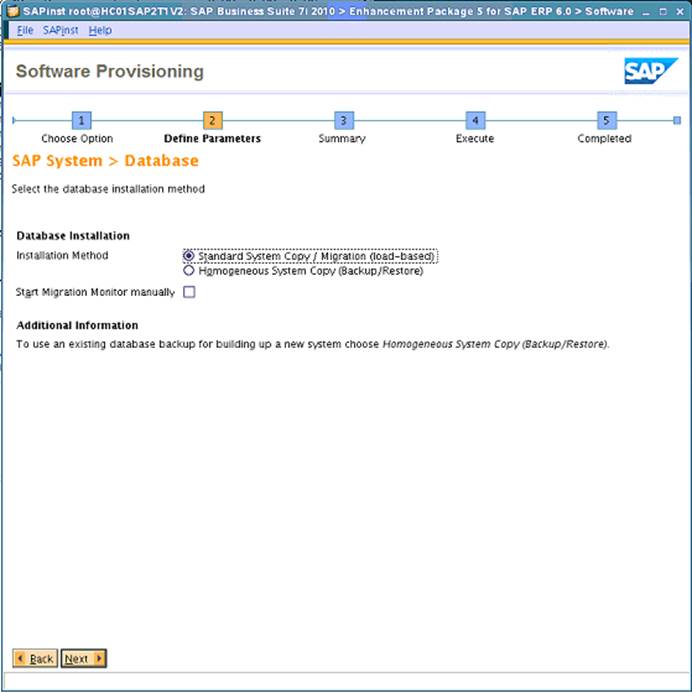 SAPinst root@HC01SAP2T1V2: SAP Business Suite 7i 2010 > Enhancement Package 5 for SAP ERP 6.0 > Software
File SAPinst Help
Software Provisioning
SAP
1 2 3 4 5
Choose Option Define Parameters Summary Execute Completed
SAP System > Database
Select the database installation method
Database Installation
Installation Method Standard System Copy / Migration (load-based)
Homogeneous System Copy (Backup/Restore)
Start Migration Monitor manually
Additional Information
To use an existing database backup for building up a new system choose Homogeneous System Copy (Backup/Restore).
Back Next